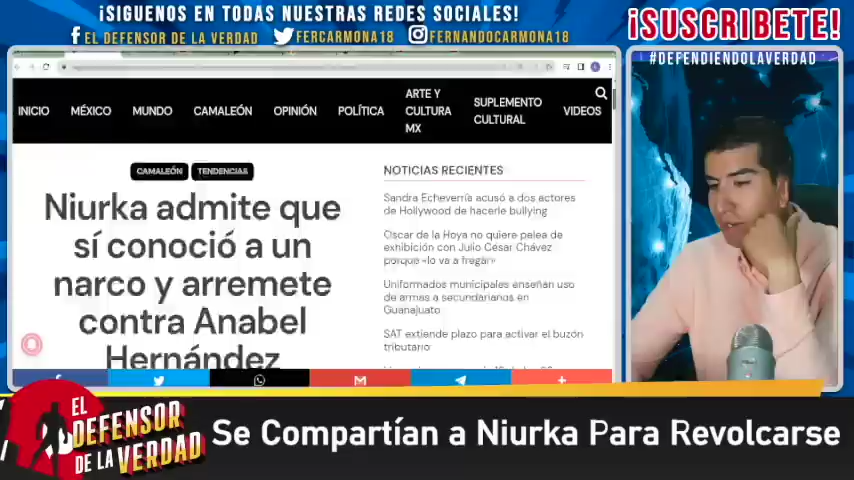 ¡SIGUENOS EN TODAS NUESTRAS REDES SOCIALES!
EL DEFENSOR DE LA VERDAD
FERCARMONA18
FERNANDOCARMONA18
¡SUSCRIBETE!
#DEFENDIENDOLAVERDAD
INICIO
MÉXICO
MUNDO
CAMALEÓN
OPINIÓN
POLÍTICA
ARTE Y
CULTURA
MX
SUPLEMENTO
CULTURAL
VIDEOS
CAMALEÓN
TENDENCIAS
Niurka admite que
sí conoció a un
narco y arremete
contra Anabel
Hernández
NOTICIAS RECIENTES
Sandra Echeverría acusó a dos actores
de Hollywood de hacerle bullying
Oscar de la Hoya no quiere pelea de
exhibición con Julio César Chávez
porque «lo va a fregar»
Uniformados municipales enseñan uso
de armas a secundarianos en
Guanajuato
SAT extiende plazo para activar el buzón
tributario
EL
DEFENSOR
DE LA VERDAD
Se Compartían a Niurka Para Revolcarse